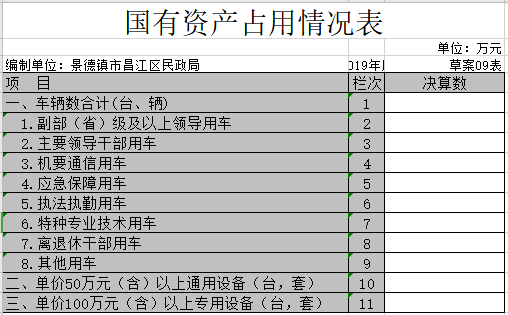 国有资产占用情况表
单位：万元
编制单位：景德镇市昌江区民政局 019年 草案09表
项 目 栏次 决算数
一、车辆数合计(台、辆) 1
1.副部（省）级及以上领导用车 2
2.主要领导干部用车 3
3.机要通信用车 4
4.应急保障用车 5
5.执法执勤用车 6
6.特种专业技术用车 7
7.离退休干部用车 8
8.其他用车 9
二、单价50万元（含）以上通用设备（台，套） 10
三、单价100万元（含）以上专用设备（台，套） 11